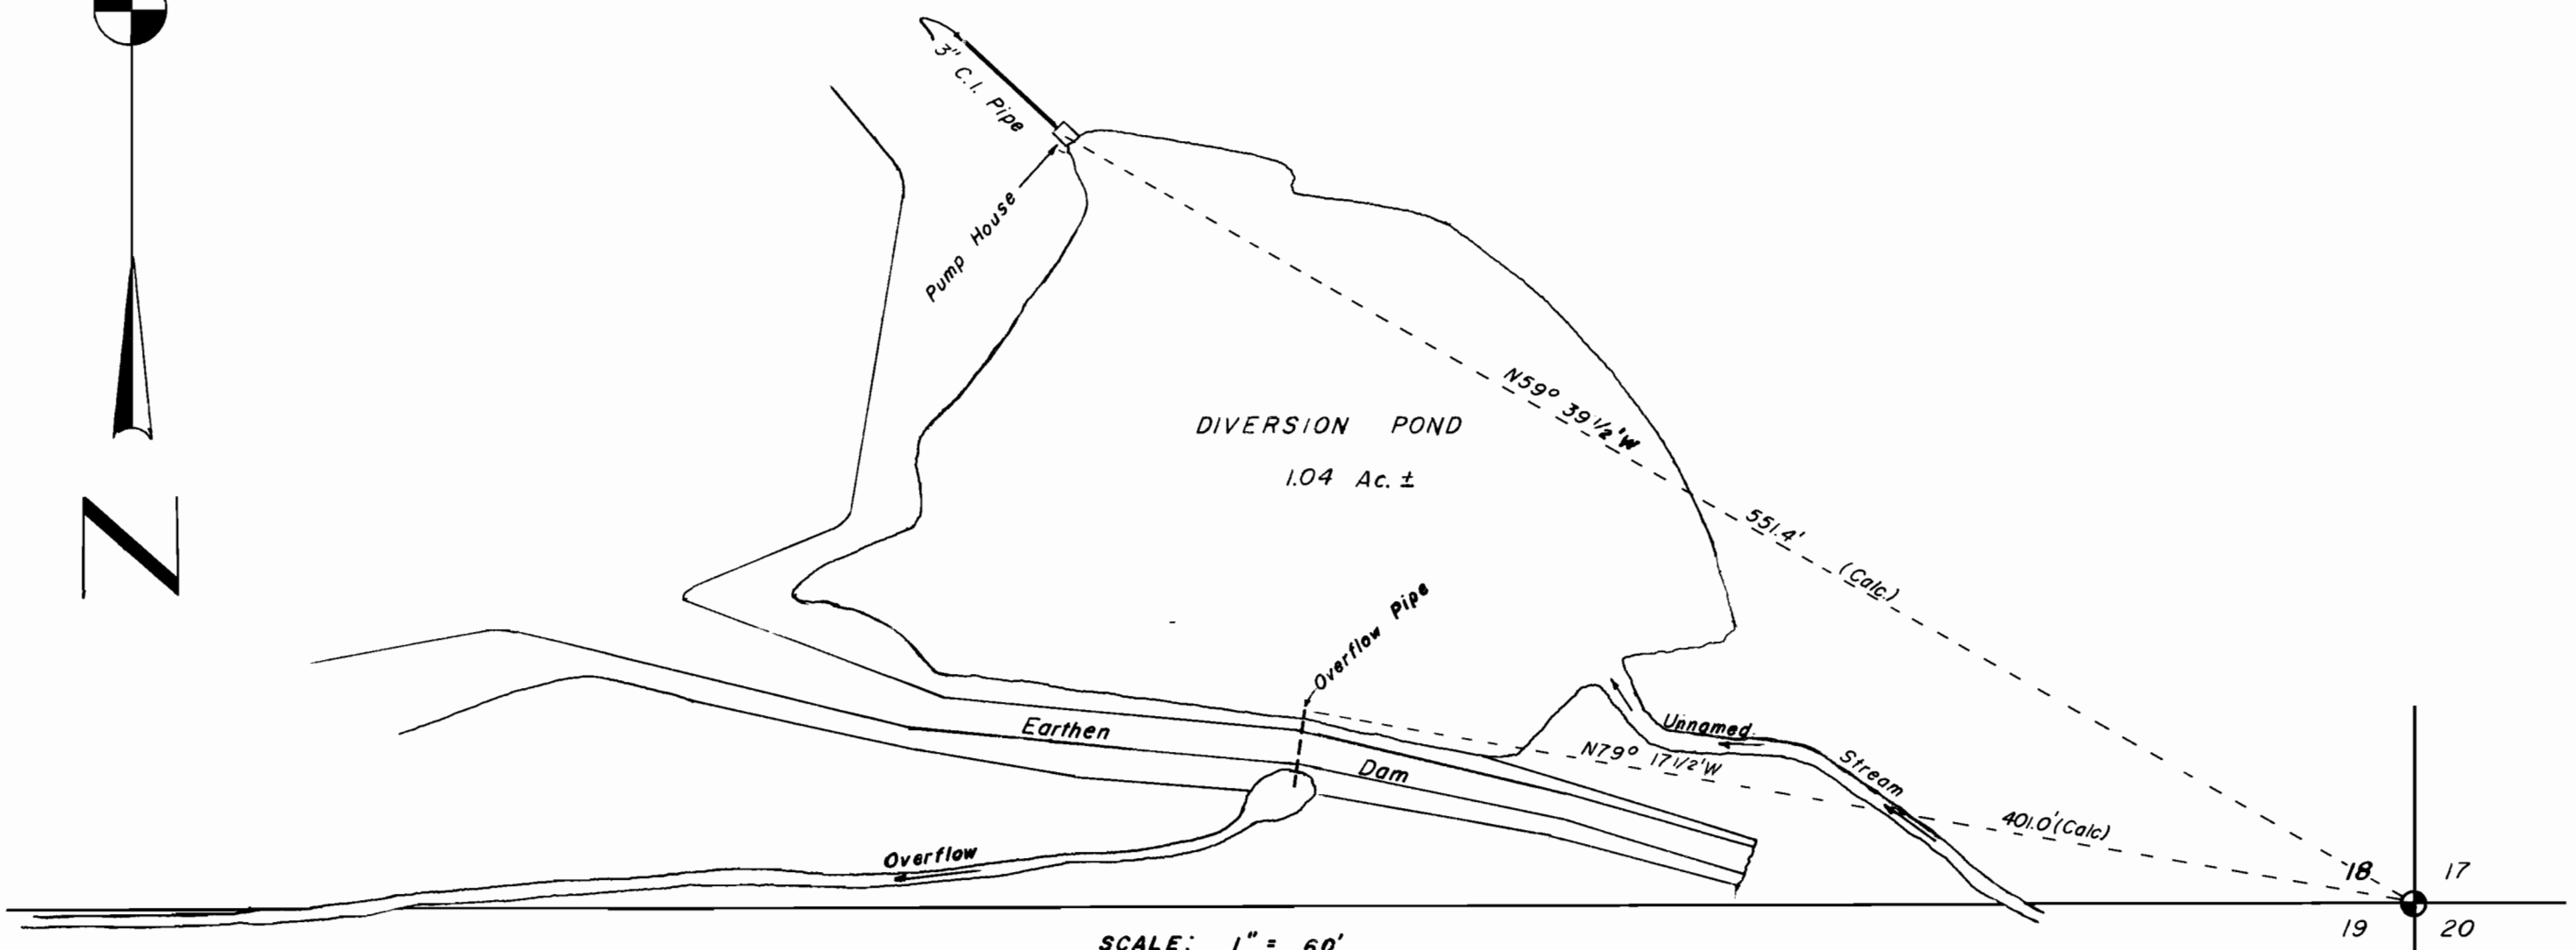 3" C.I. Pipe
Pump House
N59° 39 1/2' W
DIVERSION POND
1.04 Ac. ±
551.4'
(Calc.)
Overflow Pipe
N
Unnamed
Stream
Earthen
Dam
N79° 17 1/2' W
401.0' (Calc)
Overflow
18
17
19
20
SCALE: 1" = 60'